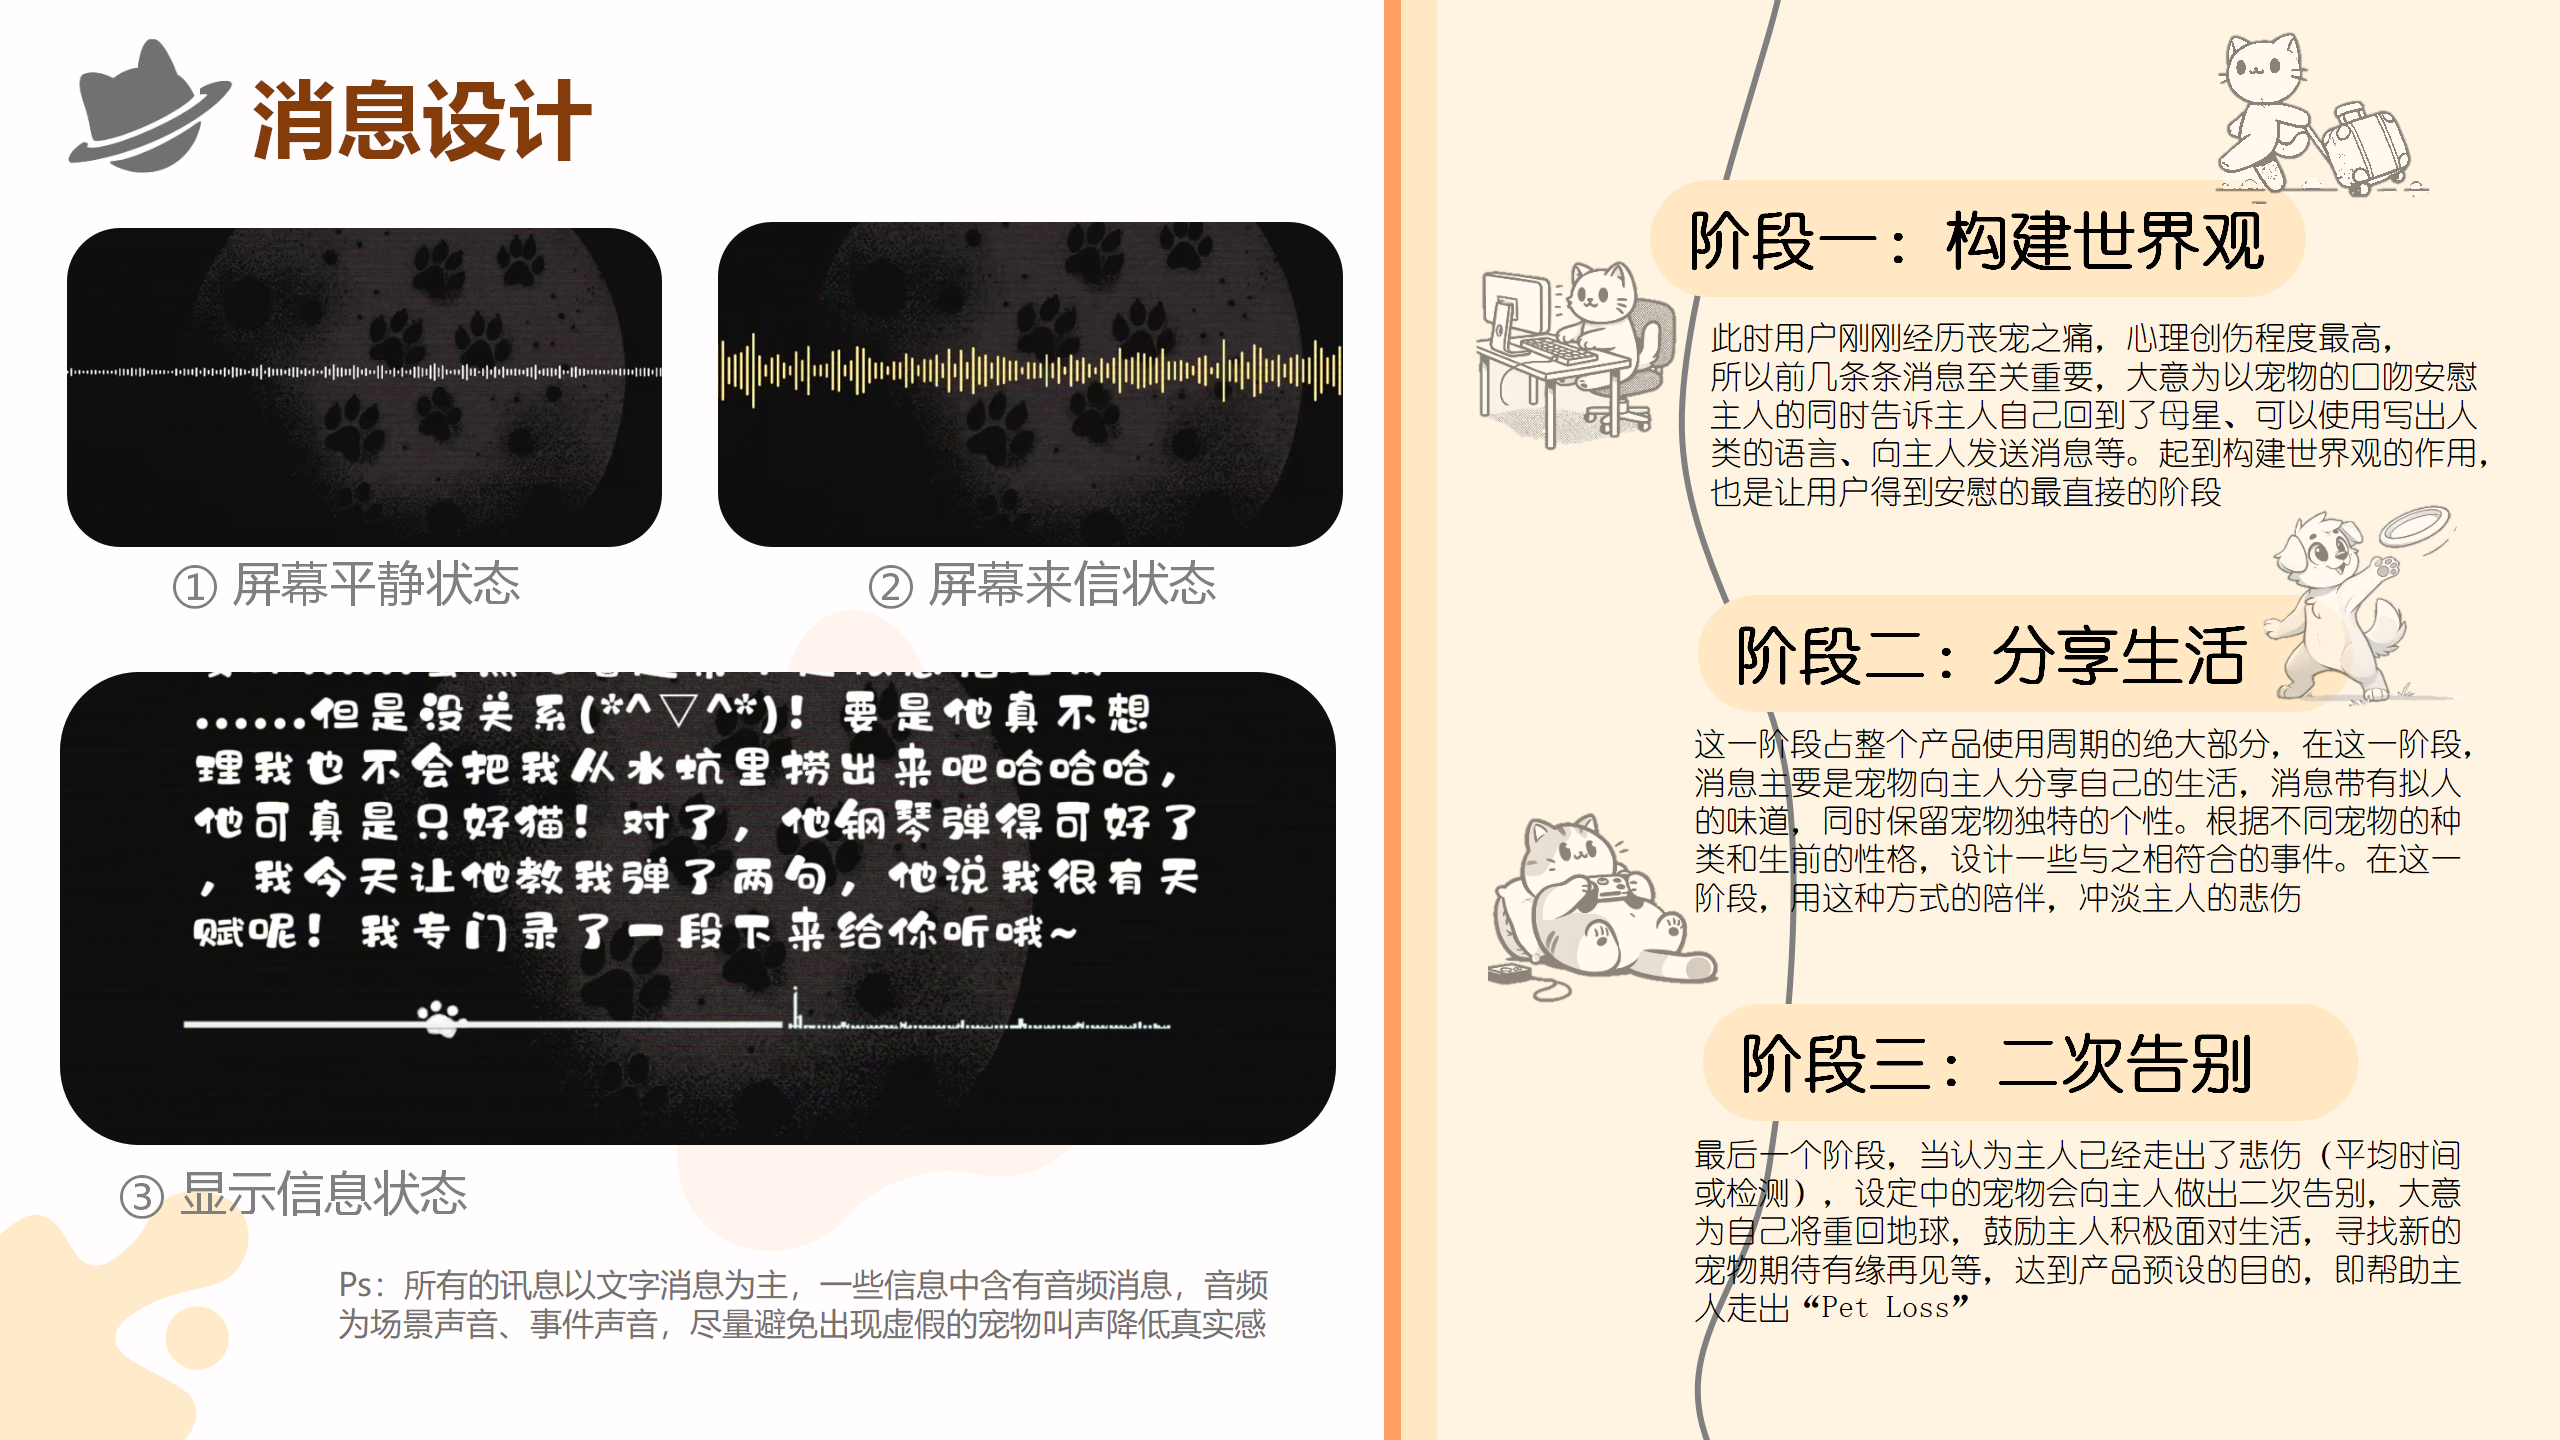 消息设计
① 屏幕平静状态
② 屏幕来信状态
......但是没关系(*^▽^*)！要是他真不想
理我也不会把我从水坑里捞出来吧哈哈哈，
他可真是只好猫！对了，他钢琴弹得可好了
，我今天让他教我弹了两句，他说我很有天
赋呢！我专门录了一段下来给你听哦~
③ 显示信息状态
Ps：所有的讯息以文字消息为主，一些信息中含有音频消息，音频
为场景声音、事件声音，尽量避免出现虚假的宠物叫声降低真实感
阶段一：构建世界观
此时用户刚刚经历丧宠之痛，心理创伤程度最高，
所以前几条条消息至关重要，大意为以宠物的口吻安慰
主人的同时告诉主人自己回到了母星、可以使用写出人
类的语言、向主人发送消息等。起到构建世界观的作用，
也是让用户得到安慰的最直接的阶段
阶段二：分享生活
这一阶段占整个产品使用周期的绝大部分，在这一阶段，
消息主要是宠物向主人分享自己的生活，消息带有拟人
的味道，同时保留宠物独特的个性。根据不同宠物的种
类和生前的性格，设计一些与之相符合的事件。在这一
阶段，用这种方式的陪伴，冲淡主人的悲伤
阶段三：二次告别
最后一个阶段，当认为主人已经走出了悲伤（平均时间
或检测），设定中的宠物会向主人做出二次告别，大意
为自己将重回地球，鼓励主人积极面对生活，寻找新的
宠物期待有缘再见等，达到产品预设的目的，即帮助主
人走出“Pet Loss”